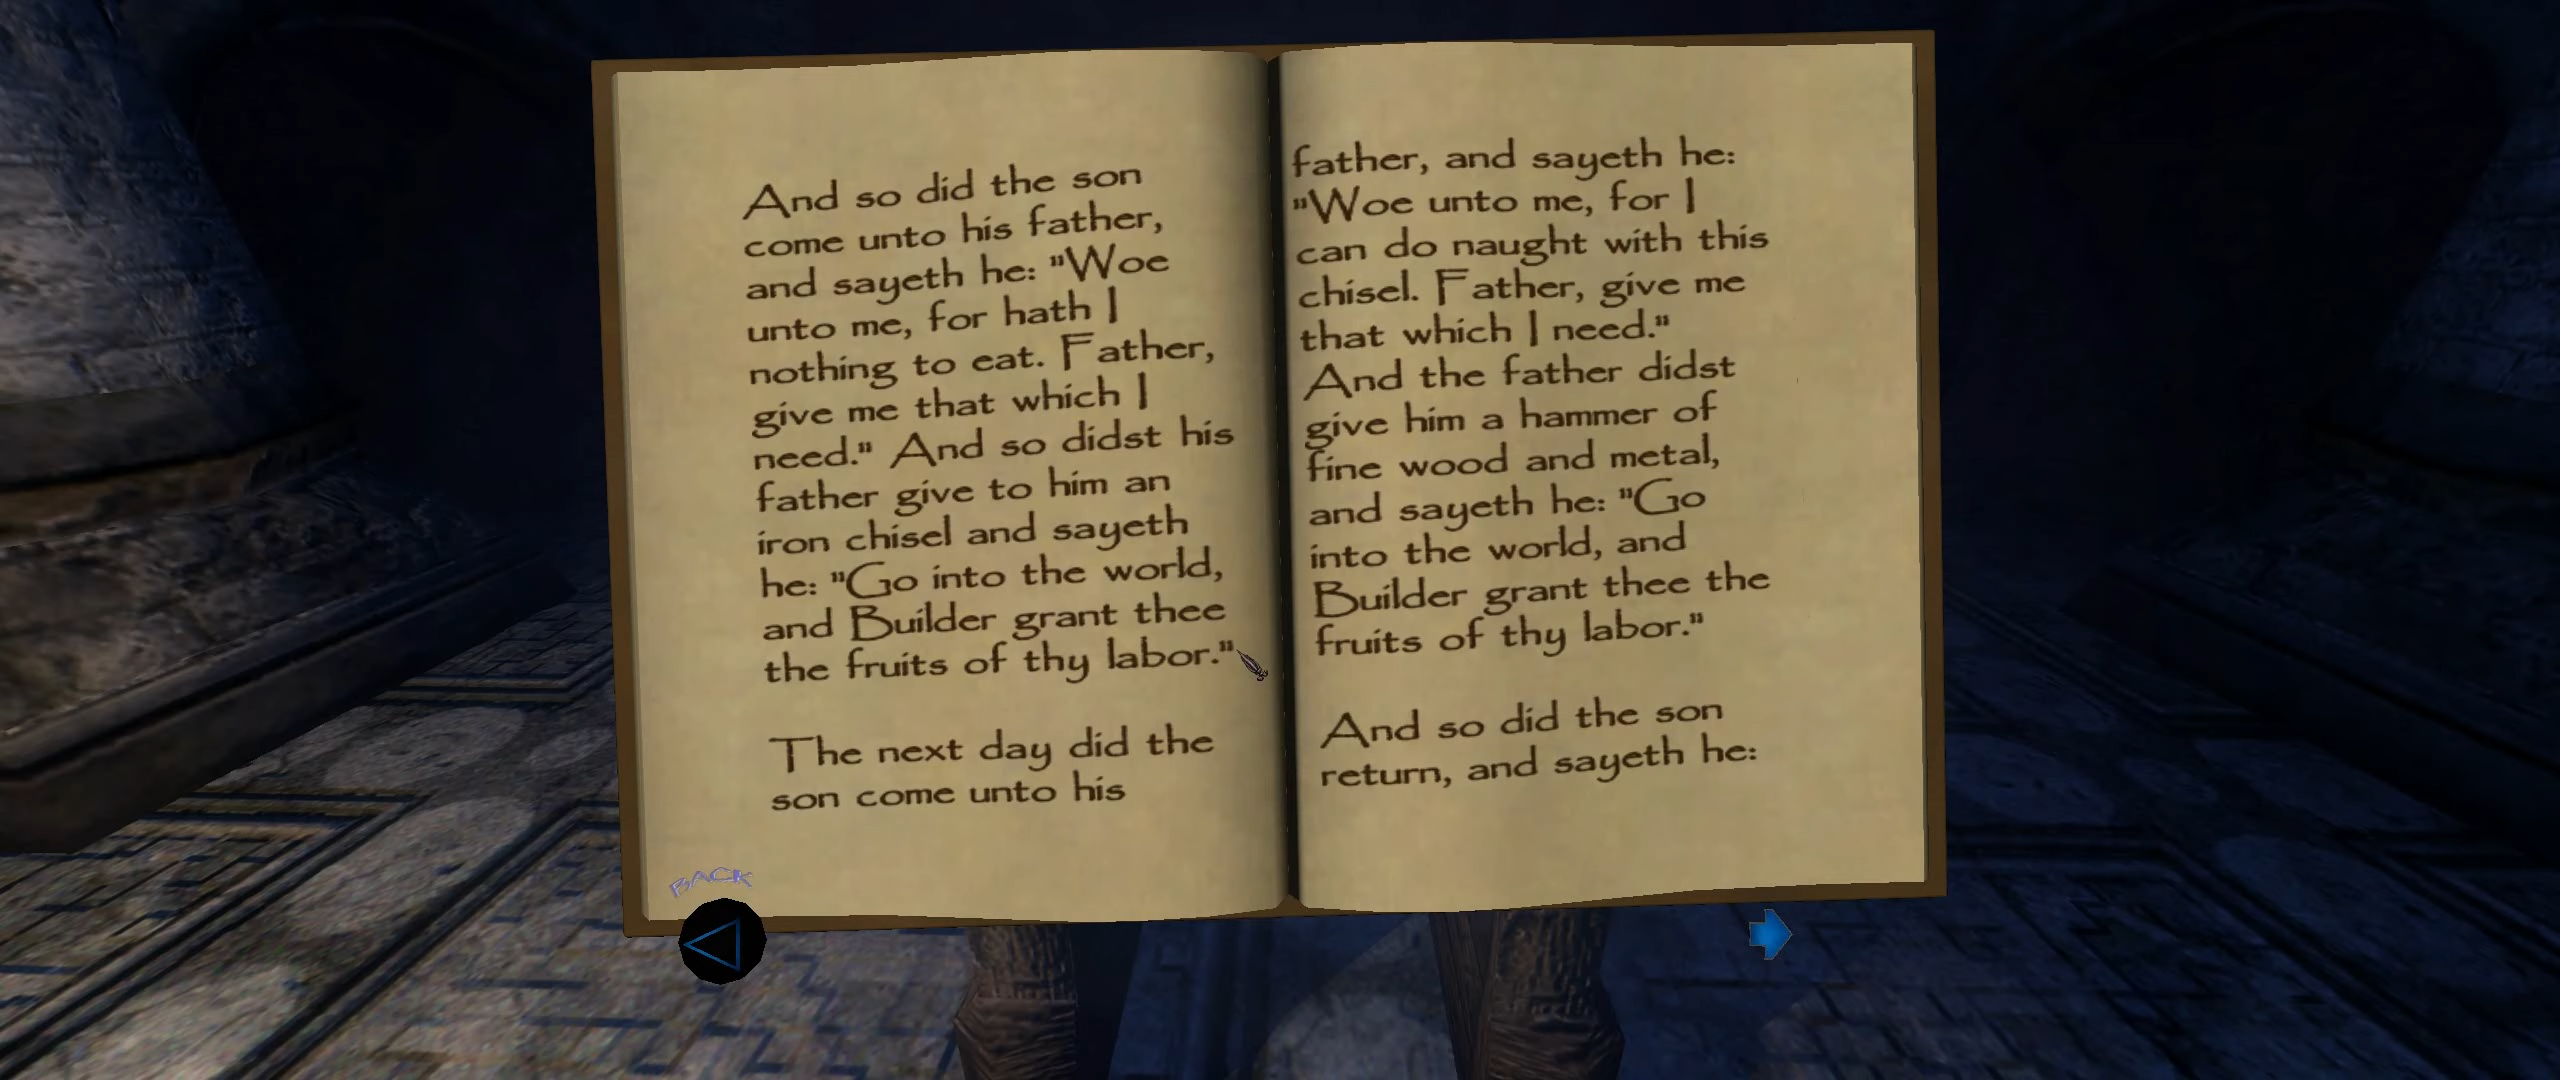 And so did the son
come unto his father,
and sayeth he: "Woe
unto me, for hath I
nothing to eat. Father,
give me that which I
need." And so didst his
father give to him an
iron chisel and sayeth
he: "Go into the world,
and Builder grant thee
the fruits of thy labor."
The next day did the
son come unto his
father, and sayeth he:
"Woe unto me, for I
can do naught with this
chisel. Father, give me
that which I need."
And the father didst
give him a hammer of
fine wood and metal,
and sayeth he: "Go
into the world, and
Builder grant thee the
fruits of thy labor."
And so did the son
return, and sayeth he:
BACK